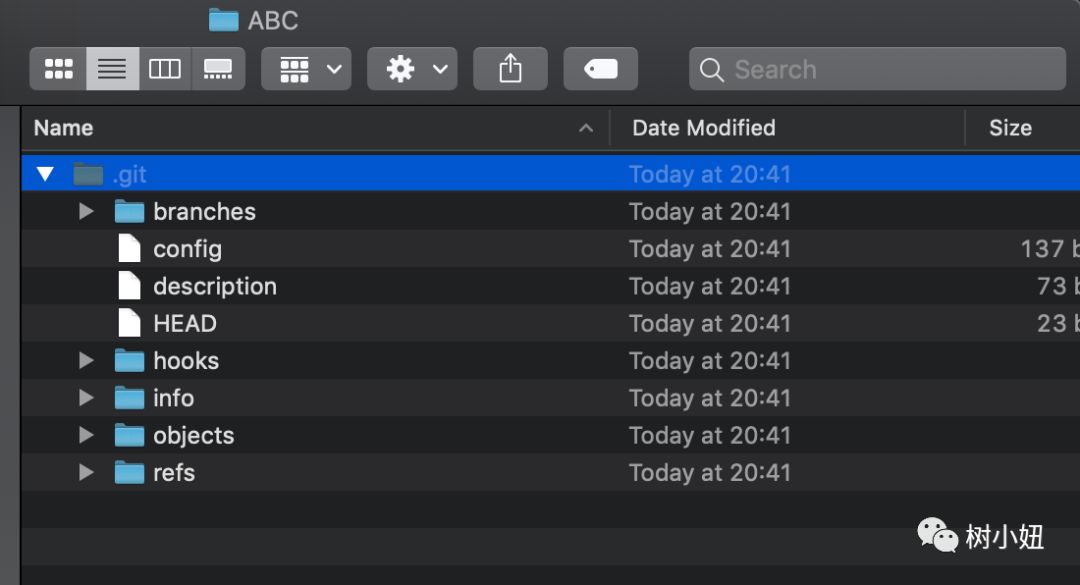 ABC
Search
Name Date Modified Size
.git Today at 20:41
branches Today at 20:41
config Today at 20:41 137 b
description Today at 20:41 73 b
HEAD Today at 20:41 23 b
hooks Today at 20:41
info Today at 20:41
objects Today at 20:41
refs Today at 20:41
树小妞